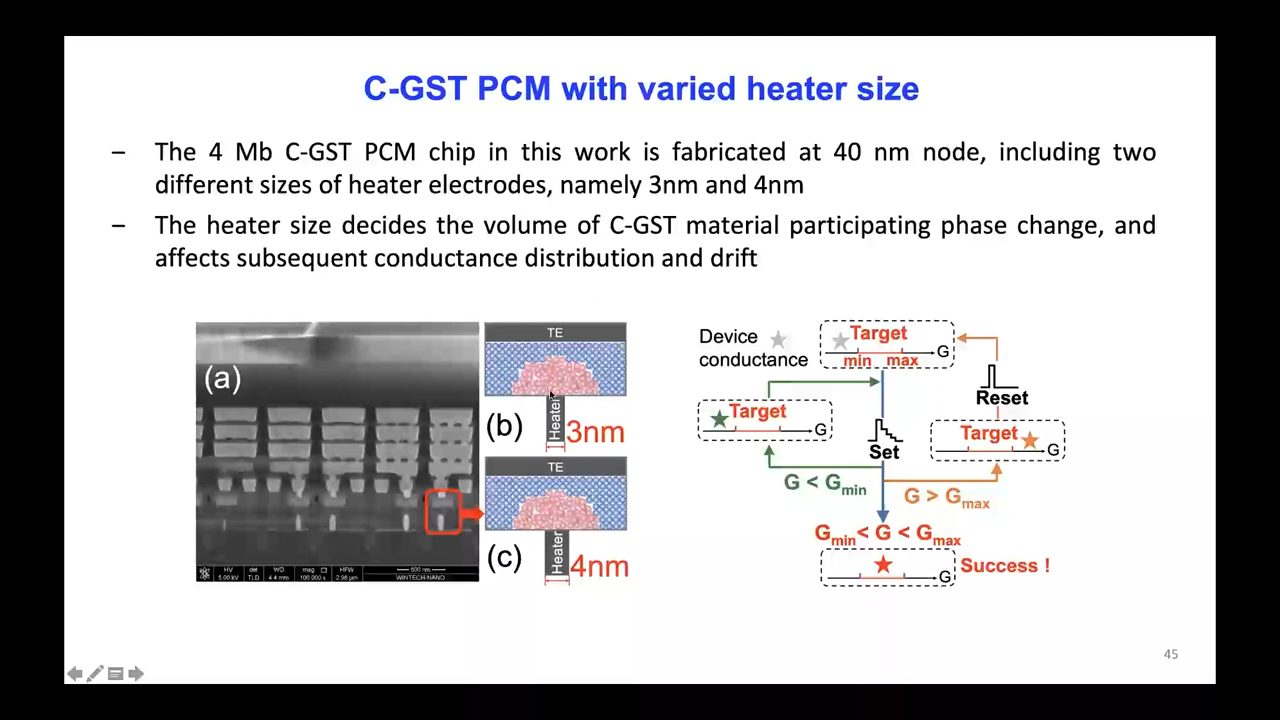 C-GST PCM with varied heater size
– The 4 Mb C-GST PCM chip in this work is fabricated at 40 nm node, including two
different sizes of heater electrodes, namely 3nm and 4nm
– The heater size decides the volume of C-GST material participating phase change, and
affects subsequent conductance distribution and drift
(a)
HV det WD mag HFW 500 nm
5.00 kV TLD 4.4 mm 100 000 x 2.98 µm WINTECH-NANO
TE
Heater
(b)
3nm
TE
Heater
(c)
4nm
Device
conductance
Target
min max
G
Reset
Target
G
Set
Target
G
G < Gmin
G > Gmax
Gmin< G < Gmax
G
Success !
45